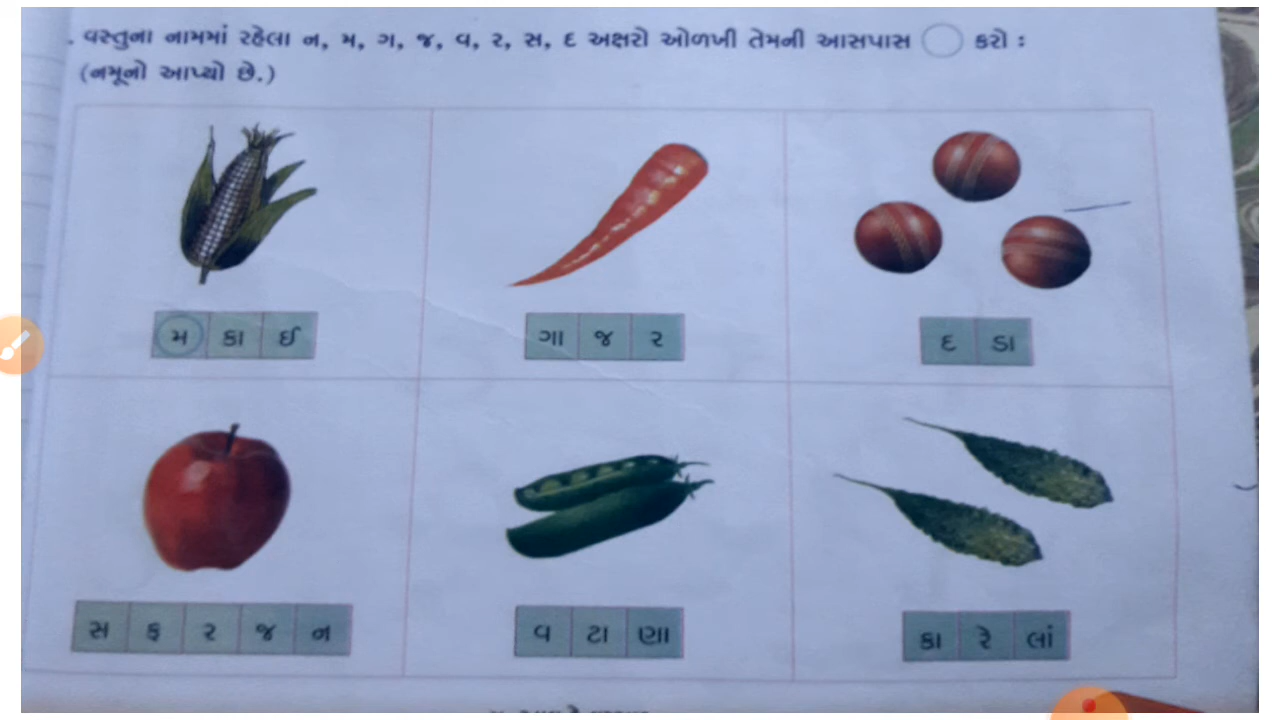 વસ્તુના નામમાં રહેલા ન, મ, ગ, જ, વ, ર, સ, દ અક્ષરો ઓળખી તેમની આસપાસ કરો :
(નમૂનો આપ્યો છે.)
મ કા ઈ
ગા જ ર
દ ડા
સ ફ ર જ ન
વ ટા ણા
કા રે લાં